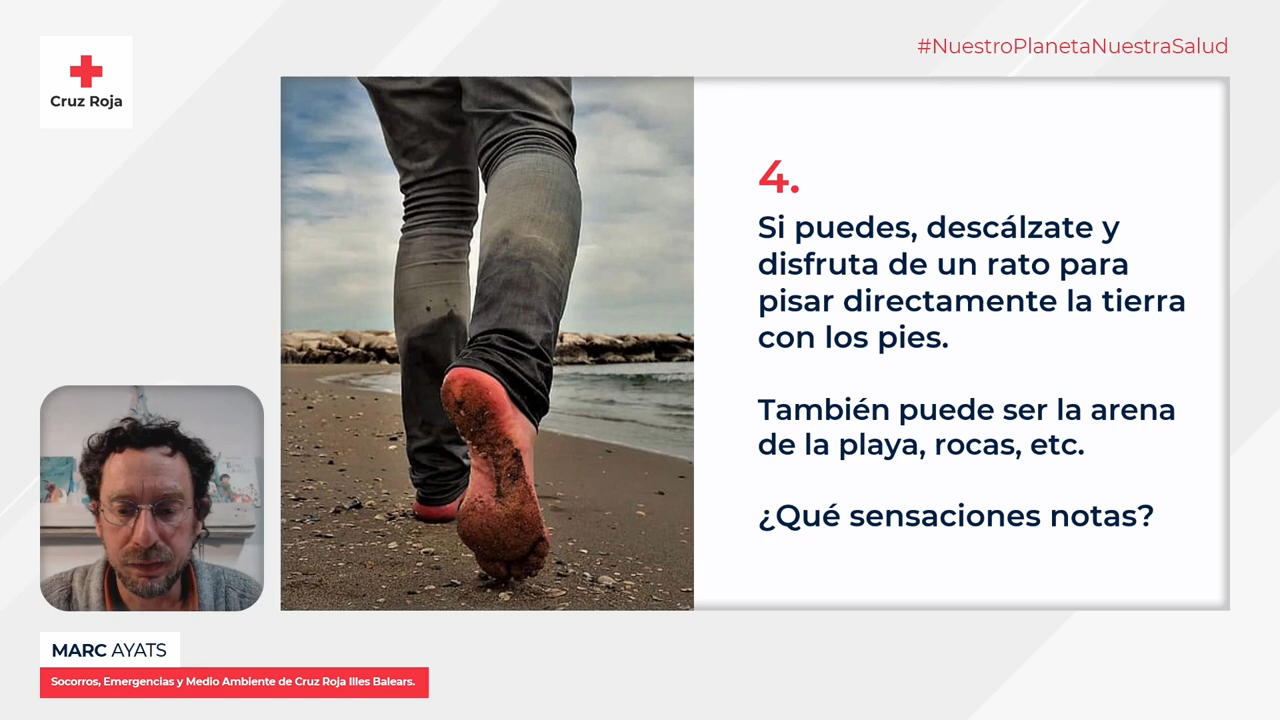 Cruz Roja
#NuestroPlanetaNuestraSalud
4.
Si puedes, descálzate y
disfruta de un rato para
pisar directamente la tierra
con los pies.
También puede ser la arena
de la playa, rocas, etc.
¿Qué sensaciones notas?
MARC AYATS
Socorros, Emergencias y Medio Ambiente de Cruz Roja Illes Balears.